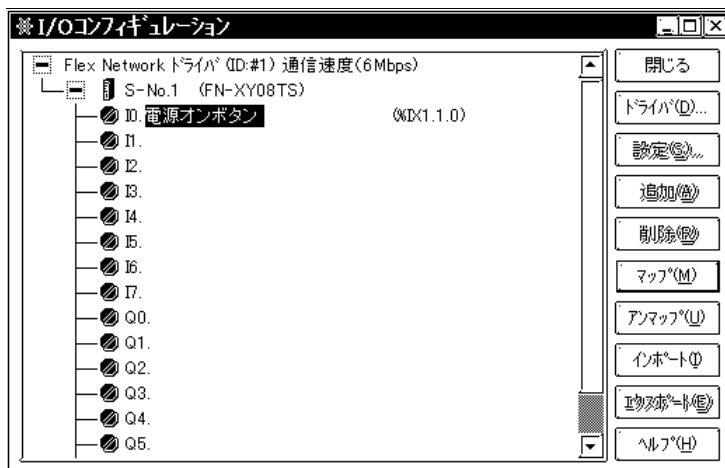 I/Oコンフィギュレーション
Flex Network ドライバ (ID:#1) 通信速度(6Mbps)
S-No.1 (FN-XY08TS)
I0. 電源オンボタン (%IX1.1.0)
I1.
I2.
I3.
I4.
I5.
I6.
I7.
Q0.
Q1.
Q2.
Q3.
Q4.
Q5.
閉じる
ドライバ(D)...
設定(S)...
追加(A)
削除(R)
マップ(M)
アンマップ(U)
インポート(I)
エクスポート(E)
ヘルプ(H)